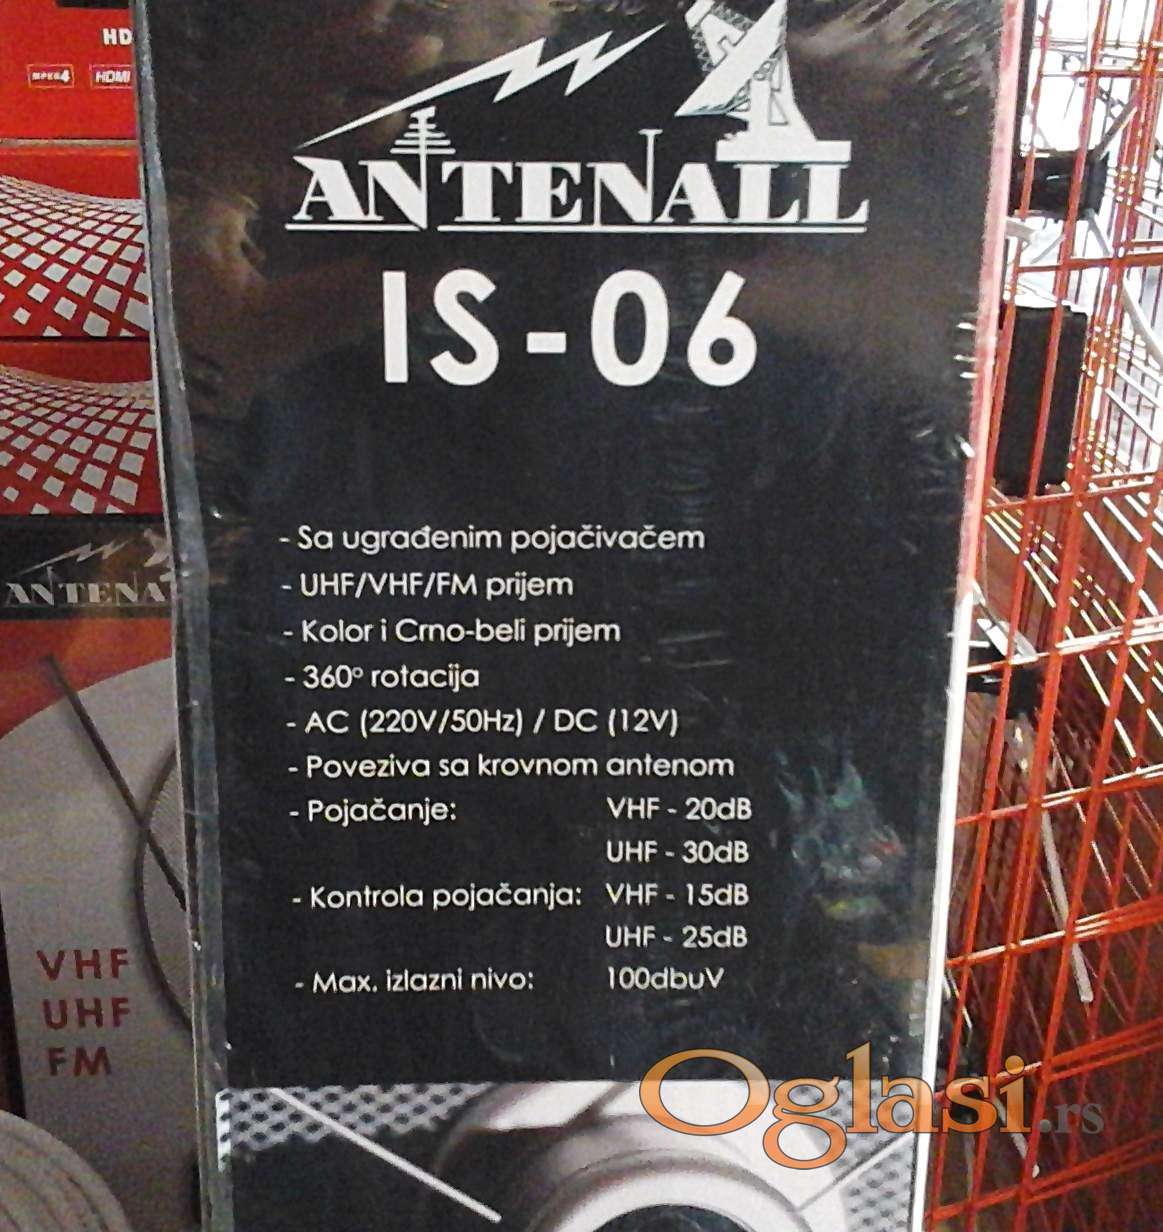 HD
MPEG4 HDMI
ANTENALL
IS-06
- Sa ugrađenim pojačivačem
- UHF/VHF/FM prijem
- Kolor i Crno-beli prijem
- 360° rotacija
- AC (220V/50Hz) / DC (12V)
- Poveziva sa krovnom antenom
- Pojačanje: VHF - 20dB
UHF - 30dB
- Kontrola pojačanja: VHF - 15dB
UHF - 25dB
- Max. izlazni nivo: 100dbuV
ANTENA
VHF
UHF
FM
Oglasi.rs